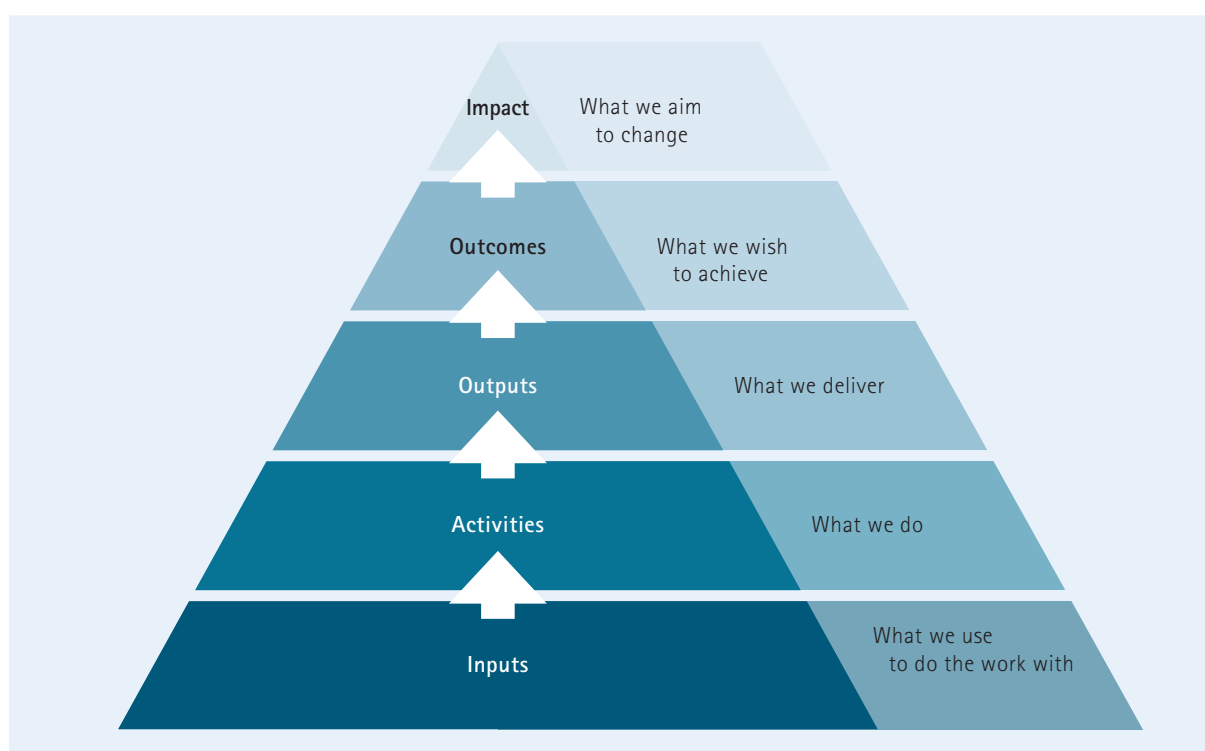 Impact
What we aim
to change
Outcomes
What we wish
to achieve
Outputs
What we deliver
Activities
What we do
Inputs
What we use
to do the work with